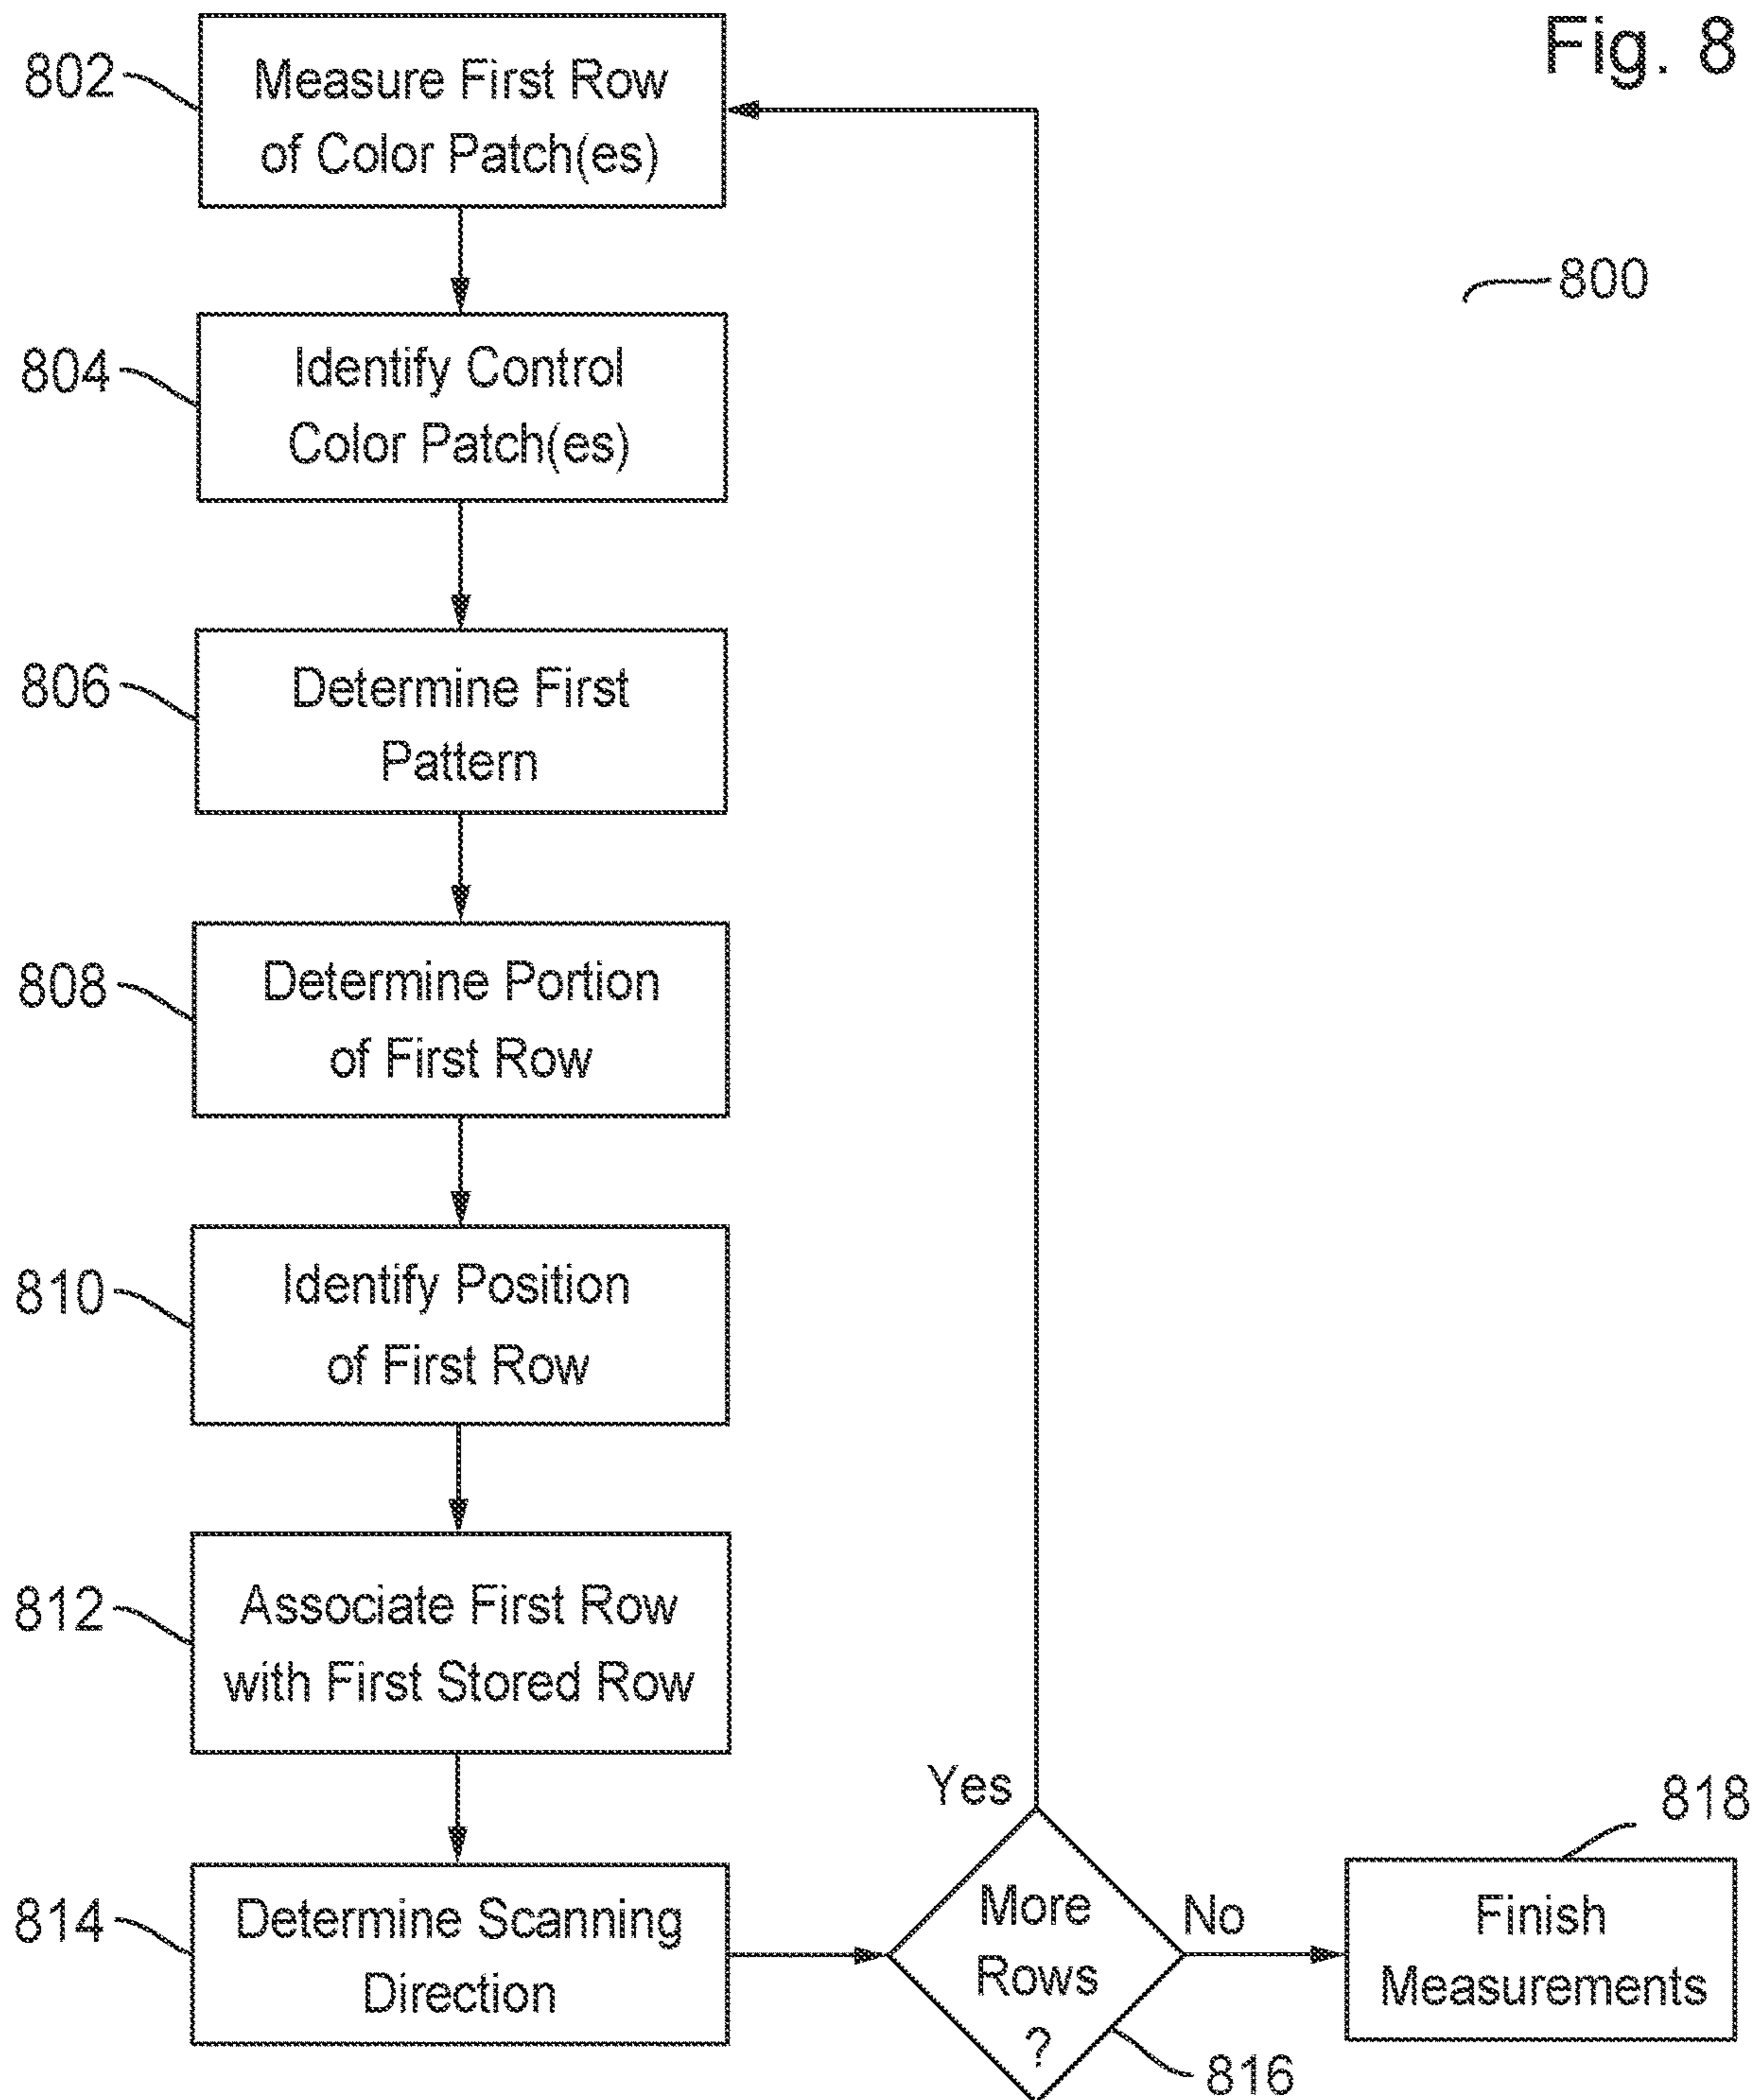 Fig. 8
802
Measure First Row
of Color Patch(es)
800
804
Identify Control
Color Patch(es)
806
Determine First
Pattern
808
Determine Portion
of First Row
810
Identify Position
of First Row
812
Associate First Row
with First Stored Row
814
Determine Scanning
Direction
Yes
More
Rows
?
816
No
818
Finish
Measurements